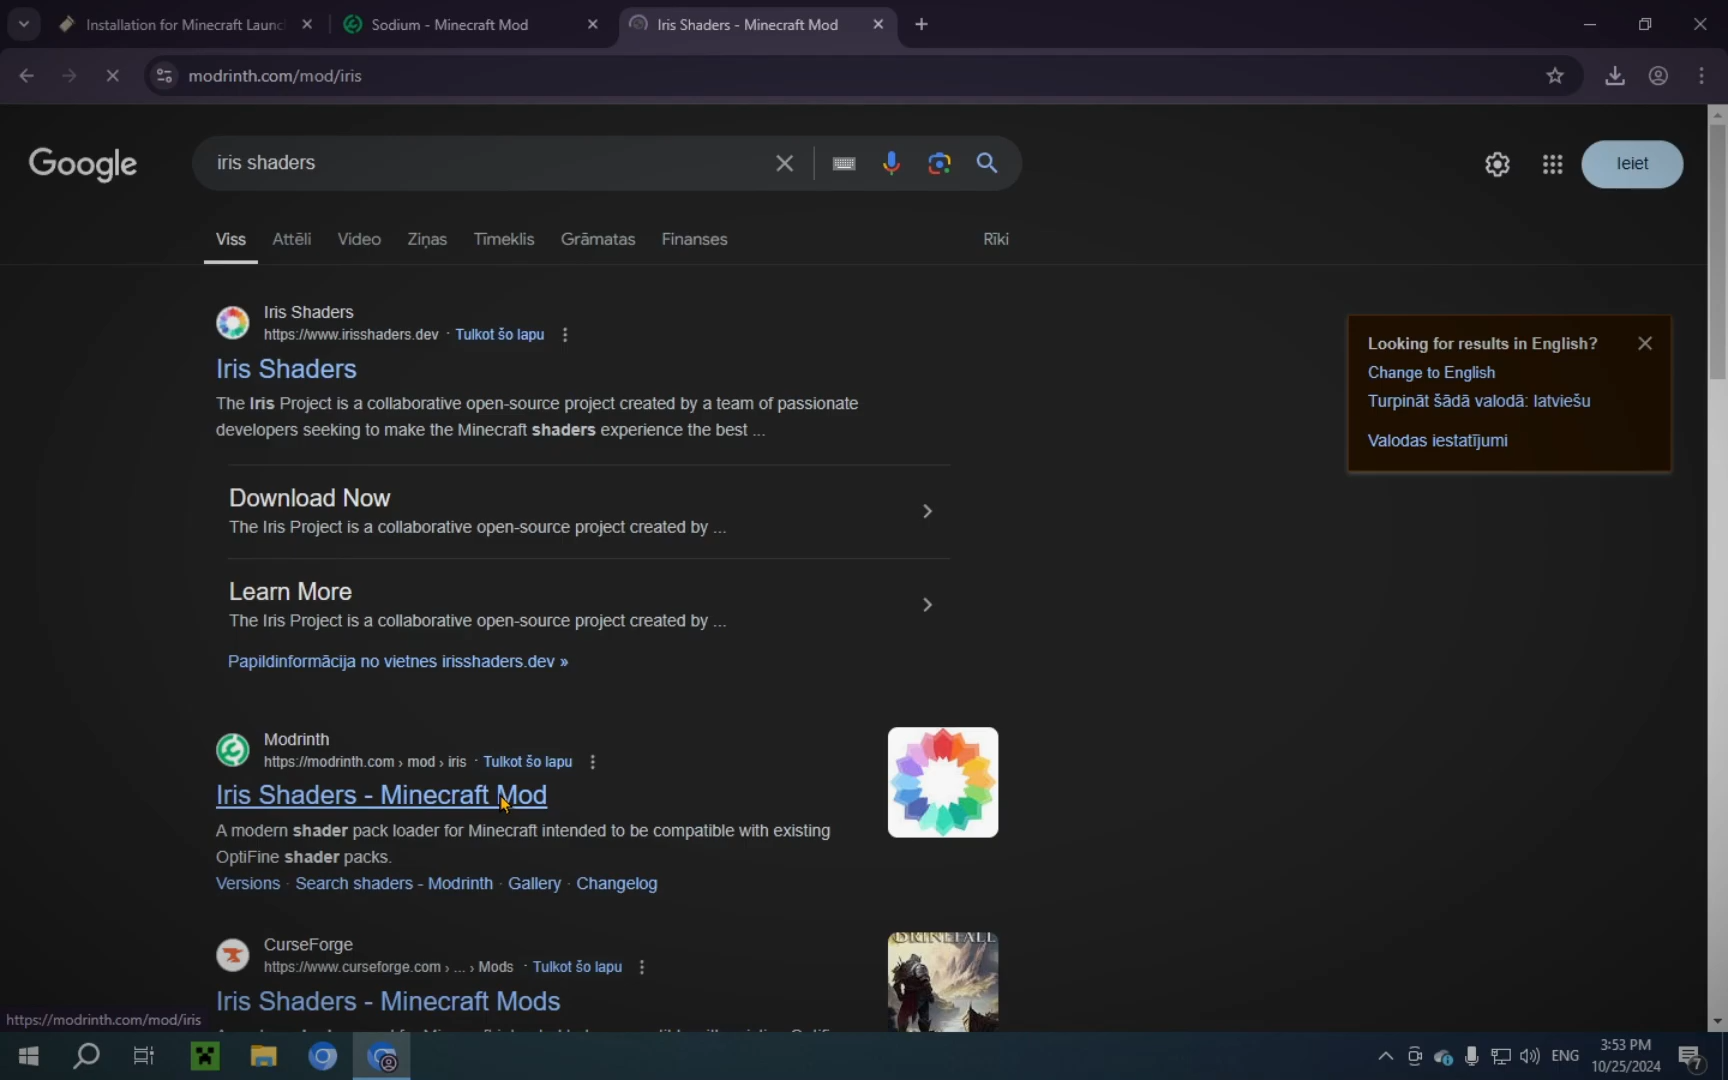 Installation for Minecraft Launc
Sodium - Minecraft Mod
Iris Shaders - Minecraft Mod
modrinth.com/mod/iris
Google
iris shaders
Ieiet
Viss
Attēli
Video
Ziņas
Tīmeklis
Grāmatas
Finanses
Rīki
Iris Shaders
https://www.irisshaders.dev · Tulkot šo lapu
Iris Shaders
The Iris Project is a collaborative open-source project created by a team of passionate
developers seeking to make the Minecraft shaders experience the best ...
Download Now
The Iris Project is a collaborative open-source project created by ...
Learn More
The Iris Project is a collaborative open-source project created by ...
Papildinformācija no vietnes irisshaders.dev »
Looking for results in English?
Change to English
Turpināt šādā valodā: latviešu
Valodas iestatījumi
Modrinth
https://modrinth.com › mod › iris · Tulkot šo lapu
Iris Shaders - Minecraft Mod
A modern shader pack loader for Minecraft intended to be compatible with existing
OptiFine shader packs.
Versions · Search shaders - Modrinth · Gallery · Changelog
CurseForge
https://www.curseforge.com › ... › Mods · Tulkot šo lapu
Iris Shaders - Minecraft Mods
https://modrinth.com/mod/iris
ENG
3:53 PM
10/25/2024
7